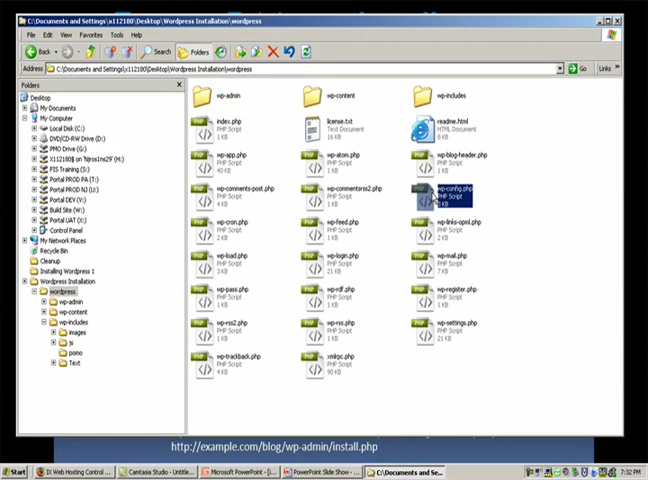 C:\Documents and Settings\x112180\Desktop\Wordpress Installation\wordpress
File Edit View Favorites Tools Help
Back Search Folders
Address C:\Documents and Settings\x112180\Desktop\Wordpress Installation\wordpress Go Links »
Folders
Desktop
My Documents
My Computer
Local Disk (C:)
DVD/CD-RW Drive (D:)
PMO Drive (G:)
X112180$ on 'Njros1ns29' (H:)
FIS Training (S:)
Portal PROD PA (T:)
Portal PROD NJ (U:)
Portal DEV (V:)
Build Site (W:)
Portal UAT (X:)
Control Panel
My Network Places
Recycle Bin
Cleanup
Installing Wordpress 1
Wordpress Installation
wordpress
wp-admin
wp-content
wp-includes
images
js
pomo
Text
wp-admin
wp-content
wp-includes
index.php
PHP Script
1 KB
license.txt
Text Document
16 KB
readme.html
HTML Document
8 KB
wp-app.php
PHP Script
40 KB
wp-atom.php
PHP Script
1 KB
wp-blog-header.php
PHP Script
1 KB
wp-comments-post.php
PHP Script
4 KB
wp-commentsrss2.php
PHP Script
1 KB
wp-config.php
PHP Script
3 KB
wp-cron.php
PHP Script
2 KB
wp-feed.php
PHP Script
1 KB
wp-links-opml.php
PHP Script
2 KB
wp-load.php
PHP Script
3 KB
wp-login.php
PHP Script
21 KB
wp-mail.php
PHP Script
7 KB
wp-pass.php
PHP Script
1 KB
wp-rdf.php
PHP Script
1 KB
wp-register.php
PHP Script
1 KB
wp-rss2.php
PHP Script
1 KB
wp-rss.php
PHP Script
1 KB
wp-settings.php
PHP Script
21 KB
wp-trackback.php
PHP Script
4 KB
xmlrpc.php
PHP Script
90 KB
http://example.com/blog/wp-admin/install.php
Start IX Web Hosting Control ... Camtasia Studio - Untitle... Microsoft PowerPoint - [i... PowerPoint Slide Show - ... C:\Documents and Se... 7:32 PM